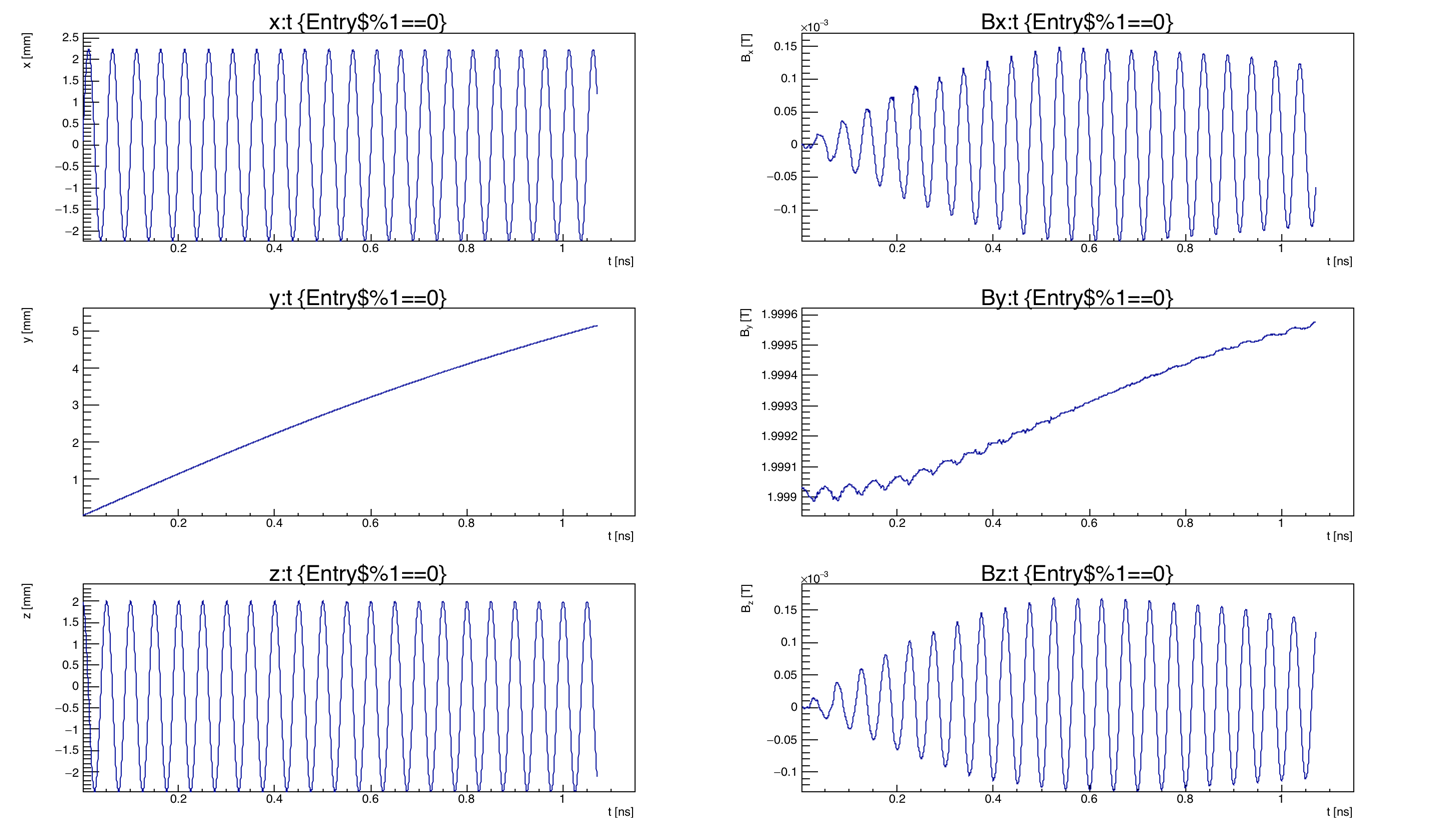 x:t {Entry$%1==0}
x [mm]
2.5
2
1.5
1
0.5
0
−0.5
−1
−1.5
−2
0.2 0.4 0.6 0.8 1
t [ns]
Bx:t {Entry$%1==0}
×10⁻³
Bₓ [T]
0.15
0.1
0.05
0
−0.05
−0.1
0.2 0.4 0.6 0.8 1
t [ns]
y:t {Entry$%1==0}
y [mm]
5
4
3
2
1
0.2 0.4 0.6 0.8 1
t [ns]
By:t {Entry$%1==0}
B_y [T]
1.9996
1.9995
1.9994
1.9993
1.9992
1.9991
1.999
0.2 0.4 0.6 0.8 1
t [ns]
z:t {Entry$%1==0}
z [mm]
2
1.5
1
0.5
0
−0.5
−1
−1.5
−2
0.2 0.4 0.6 0.8 1
t [ns]
Bz:t {Entry$%1==0}
×10⁻³
B_z [T]
0.15
0.1
0.05
0
−0.05
−0.1
0.2 0.4 0.6 0.8 1
t [ns]